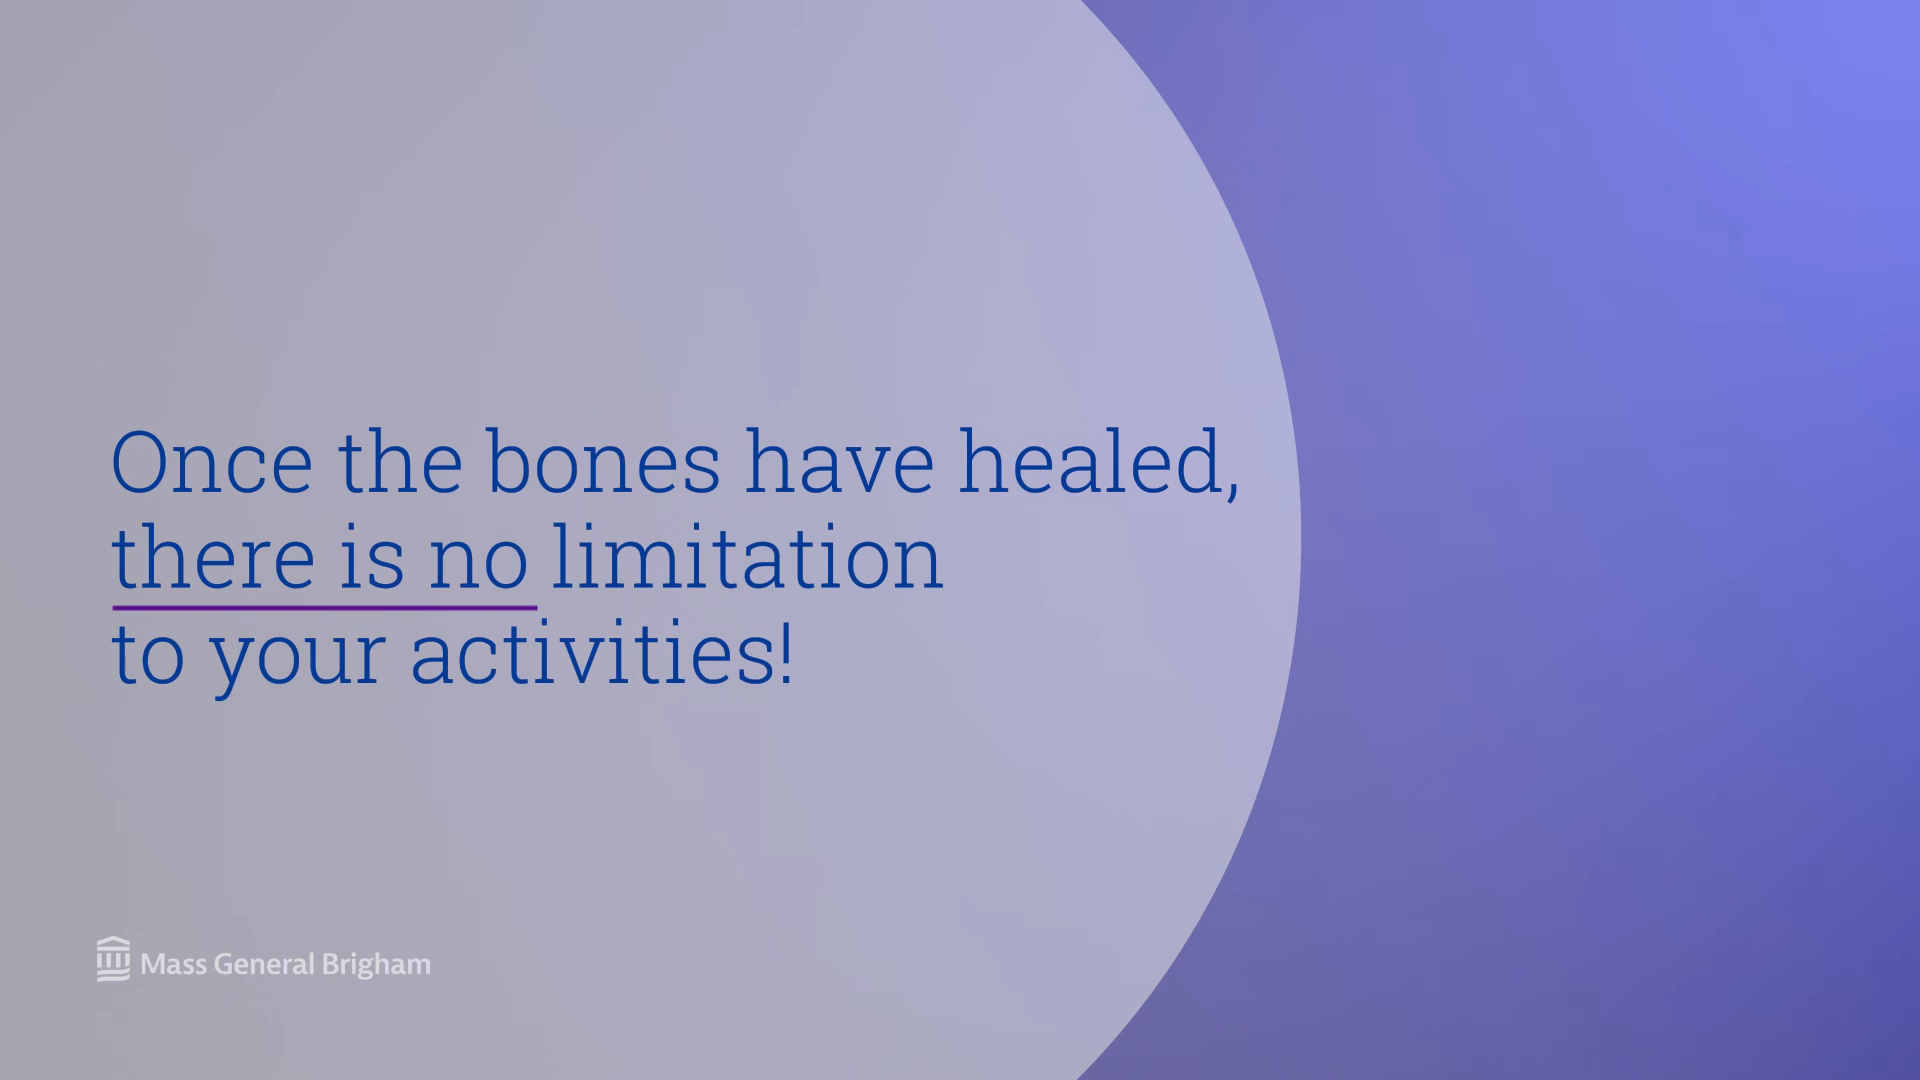 Once the bones have healed,
there is no limitation
to your activities!
Mass General Brigham